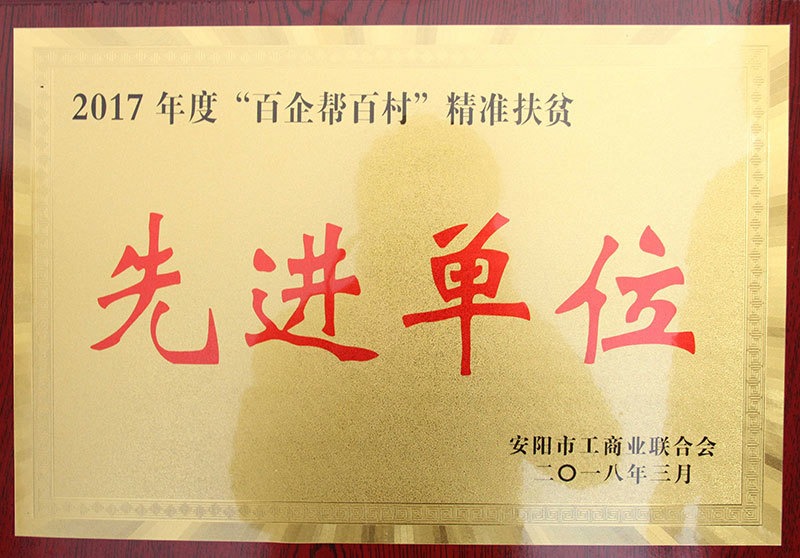 2017 年度“百企帮百村”精准扶贫
先进单位
安阳市工商业联合会
二〇一八年三月